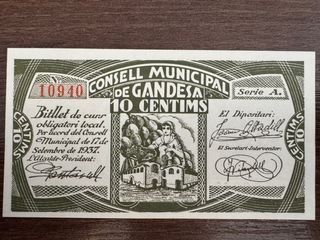 Nº 10940
CONSELL MUNICIPAL
DE GANDESA
10 CENTIMS
Serie A.
Bitllet de curs
obligatori local.
Per acord del Consell
Municipal de 17 de
Setembre de 1937.
L'Alcalde-President:
El Dipositari:
El Secretari-Interventor:
CENTIMS 10
10 CENTIMS